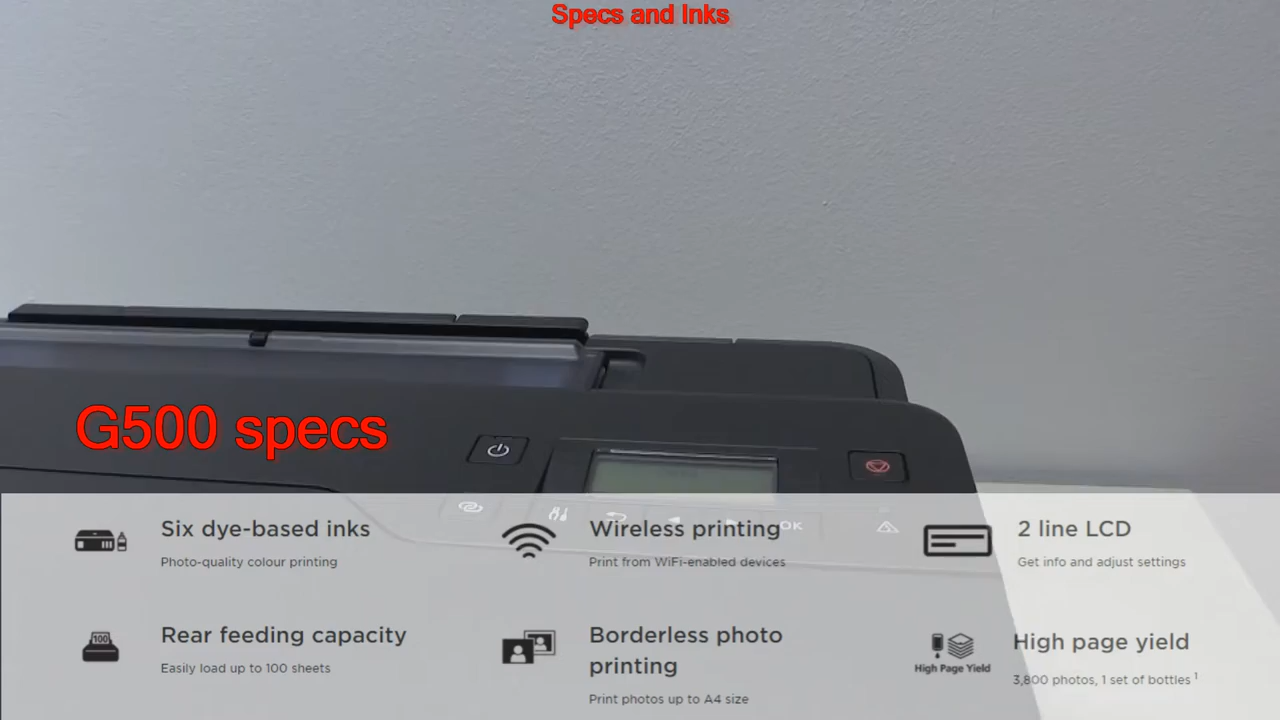 Specs and Inks
G500 specs
OK
Six dye-based inks
Photo-quality colour printing
Wireless printing
Print from WiFi-enabled devices
2 line LCD
Get info and adjust settings
100
Rear feeding capacity
Easily load up to 100 sheets
Borderless photo
printing
Print photos up to A4 size
High Page Yield
High page yield
3,800 photos, 1 set of bottles 1